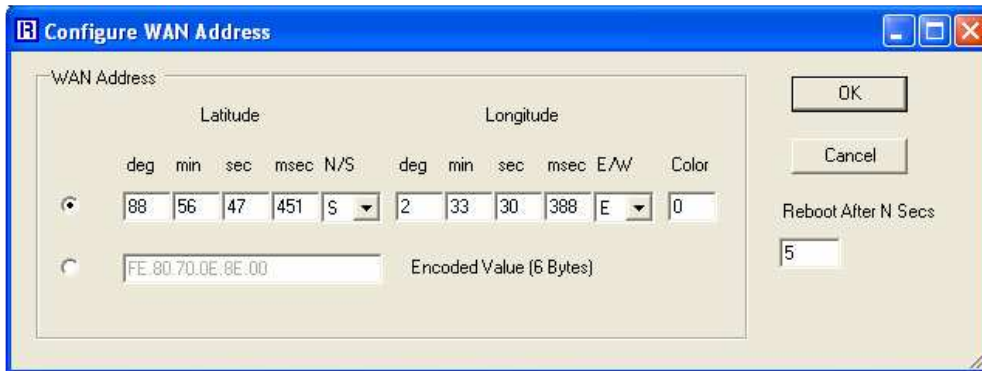 Configure WAN Address
WAN Address
Latitude Longitude
deg min sec msec N/S deg min sec msec E/W Color
88 56 47 451 S 2 33 30 388 E 0
FE.80.70.0E.8E.00 Encoded Value (6 Bytes)
OK
Cancel
Reboot After N Secs
5